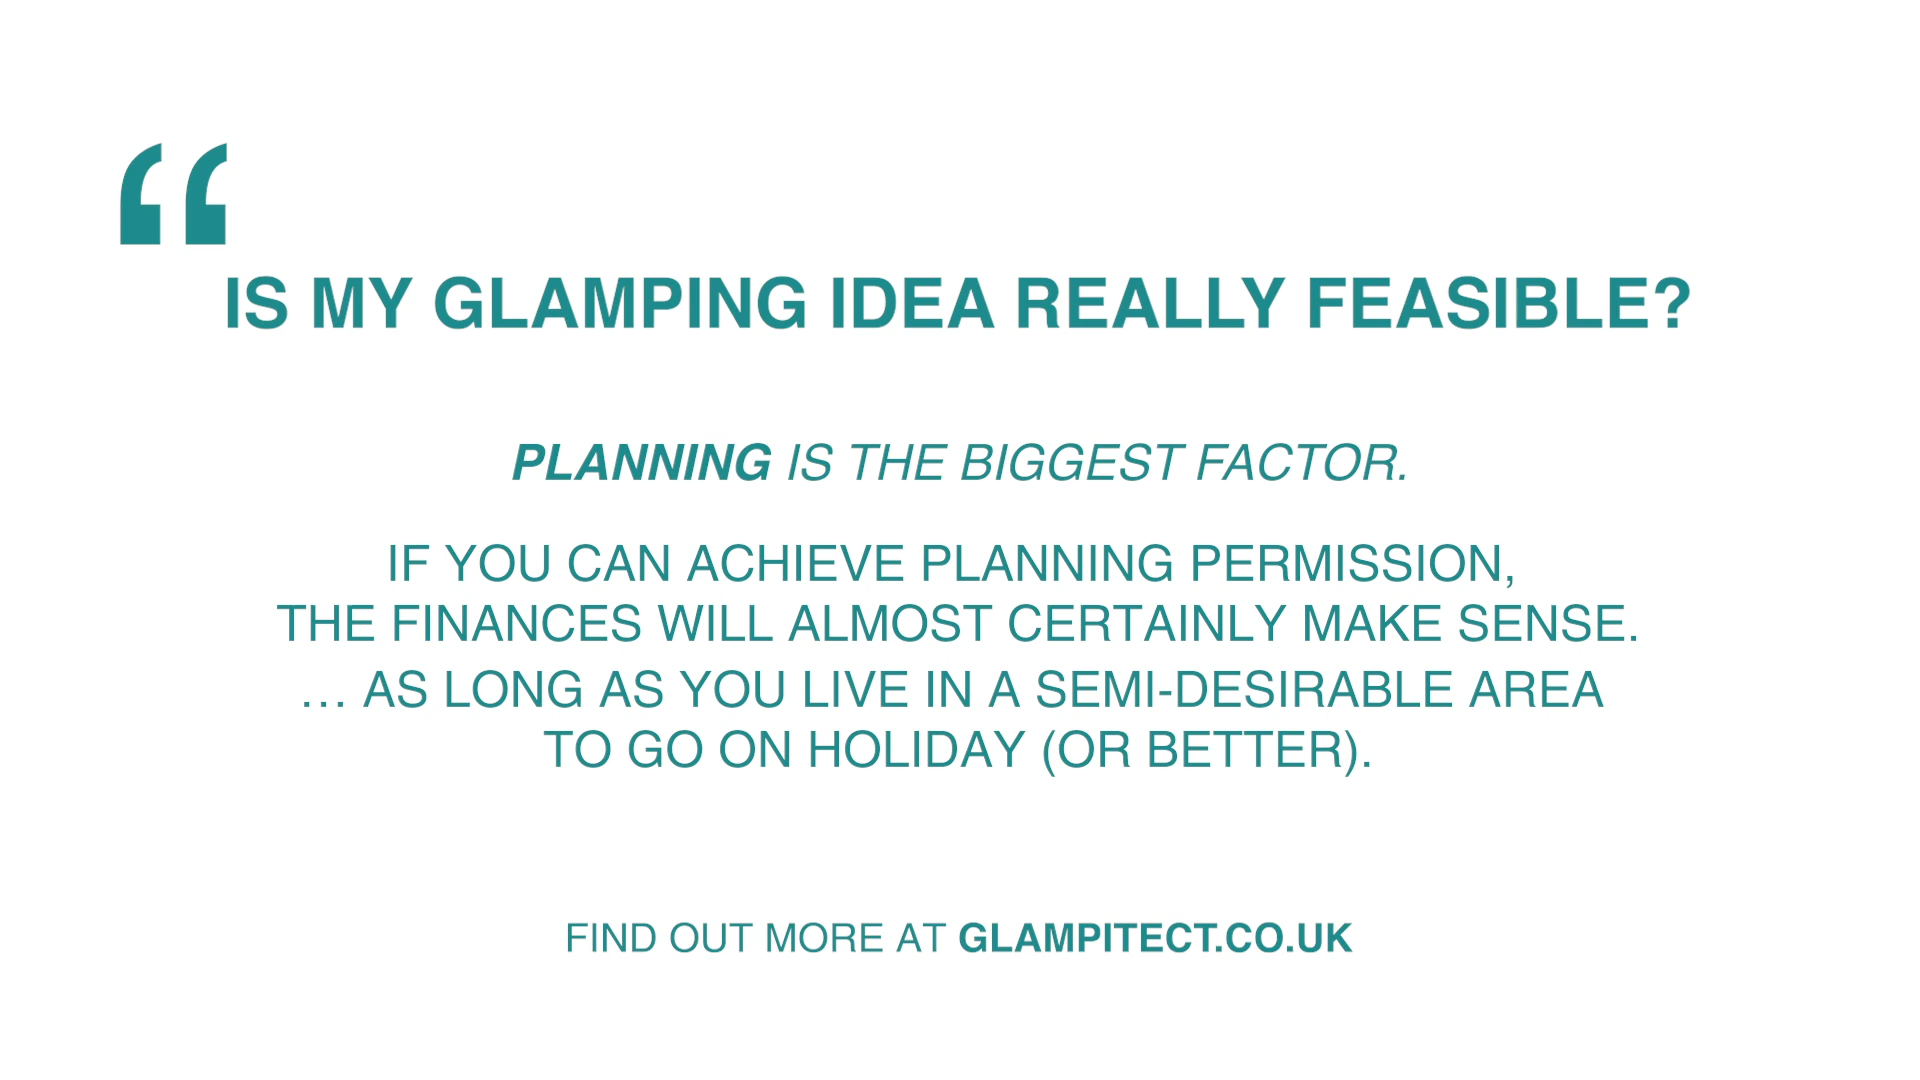 “
IS MY GLAMPING IDEA REALLY FEASIBLE?
PLANNING IS THE BIGGEST FACTOR.
IF YOU CAN ACHIEVE PLANNING PERMISSION,
THE FINANCES WILL ALMOST CERTAINLY MAKE SENSE.
… AS LONG AS YOU LIVE IN A SEMI-DESIRABLE AREA
TO GO ON HOLIDAY (OR BETTER).
FIND OUT MORE AT GLAMPITECT.CO.UK